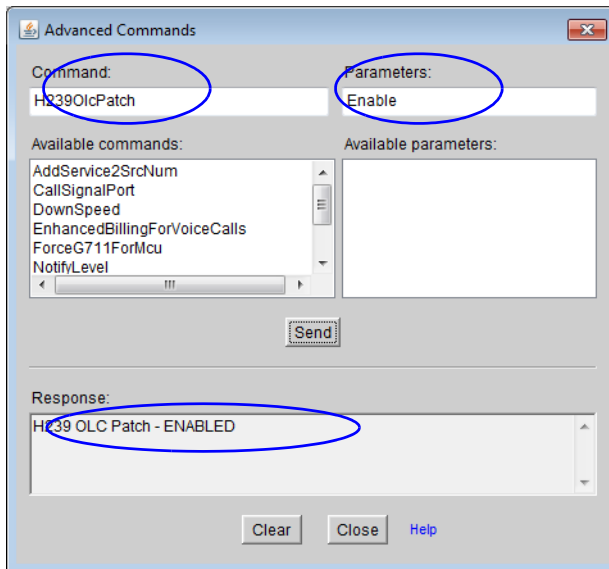 Advanced Commands
Command:
Parameters:
H239OlcPatch
Enable
Available commands:
Available parameters:
AddService2SrcNum
CallSignalPort
DownSpeed
EnhancedBillingForVoiceCalls
ForceG711ForMcu
NotifyLevel
Send
Response:
H239 OLC Patch - ENABLED
Clear
Close
Help